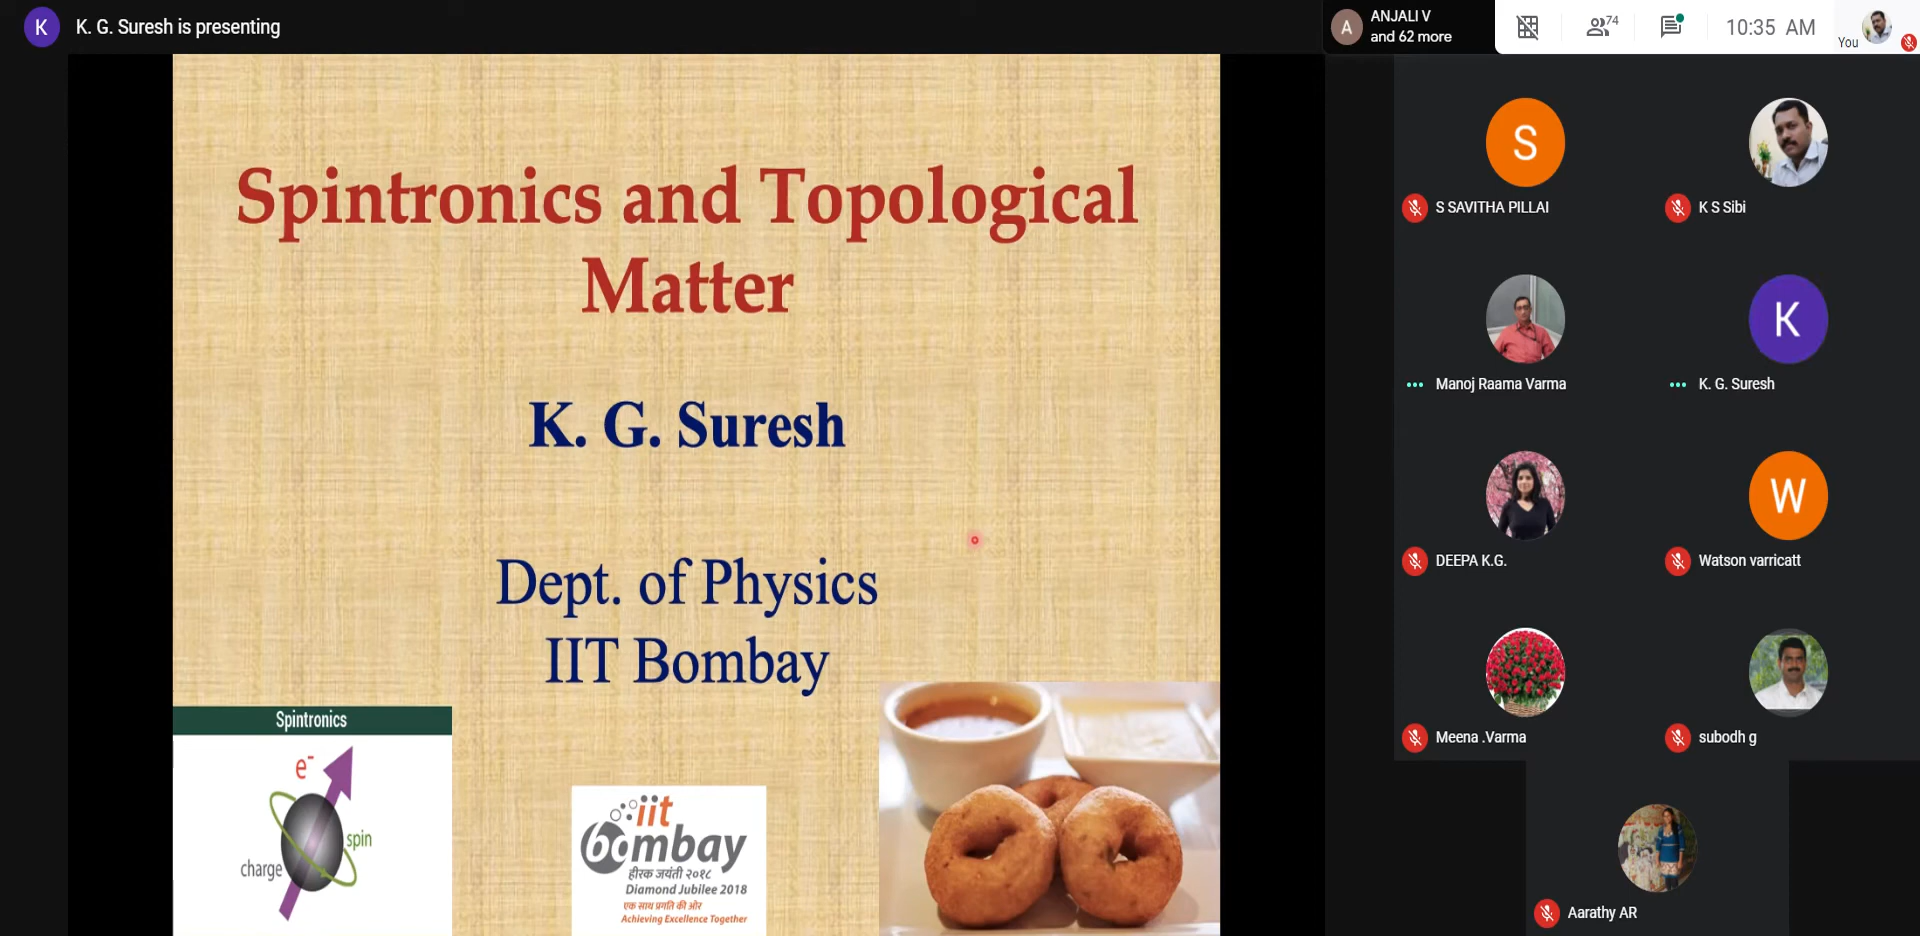 K
K. G. Suresh is presenting
A
ANJALI V
and 62 more
74
10:35 AM
You
Spintronics and Topological
Matter
K. G. Suresh
Dept. of Physics
IIT Bombay
Spintronics
e-
spin
charge
iit
bombay
हीरक जयंती २०१८
Diamond Jubilee 2018
एक साथ प्रगति की ओर
Achieving Excellence Together
S
S SAVITHA PILLAI
K S Sibi
Manoj Raama Varma
K
K. G. Suresh
DEEPA K.G.
W
Watson varricatt
Meena .Varma
subodh g
Aarathy AR